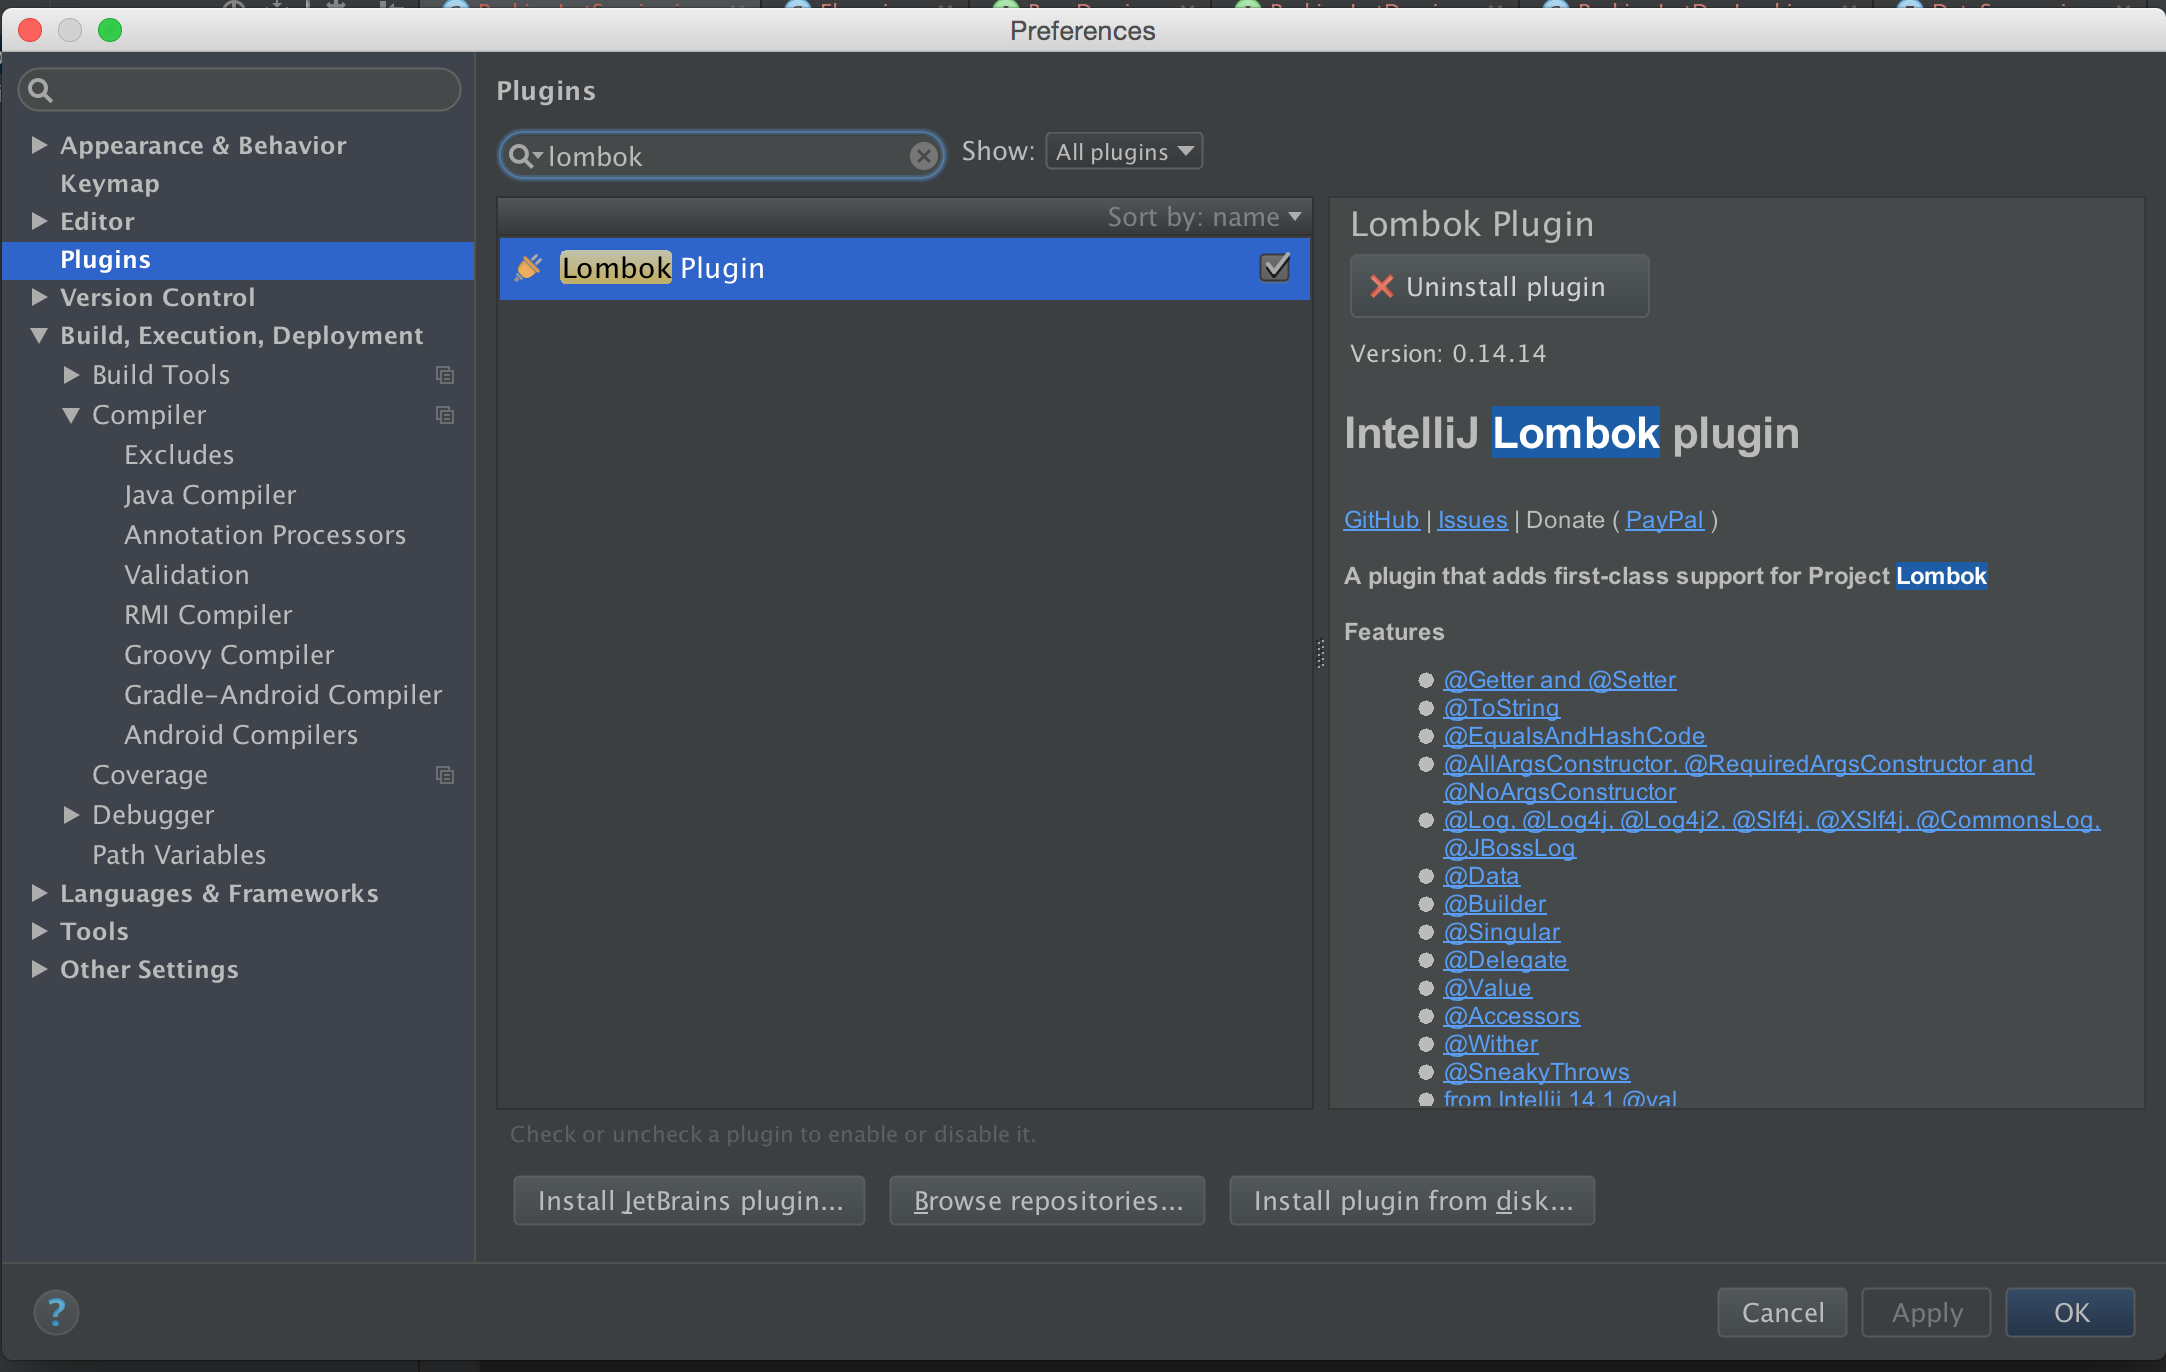 Preferences
Appearance & Behavior
Keymap
Editor
Plugins
Version Control
Build, Execution, Deployment
Build Tools
Compiler
Excludes
Java Compiler
Annotation Processors
Validation
RMI Compiler
Groovy Compiler
Gradle-Android Compiler
Android Compilers
Coverage
Debugger
Path Variables
Languages & Frameworks
Tools
Other Settings
Plugins
lombok
Show: All plugins
Sort by: name
Lombok Plugin
Check or uncheck a plugin to enable or disable it.
Install JetBrains plugin...
Browse repositories...
Install plugin from disk...
Lombok Plugin
Uninstall plugin
Version: 0.14.14
IntelliJ Lombok plugin
GitHub | Issues | Donate ( PayPal )
A plugin that adds first-class support for Project Lombok
Features
@Getter and @Setter
@ToString
@EqualsAndHashCode
@AllArgsConstructor, @RequiredArgsConstructor and
@NoArgsConstructor
@Log, @Log4j, @Log4j2, @Slf4j, @XSlf4j, @CommonsLog,
@JBossLog
@Data
@Builder
@Singular
@Delegate
@Value
@Accessors
@Wither
@SneakyThrows
from Intellij 14.1 @val
?
Cancel
Apply
OK